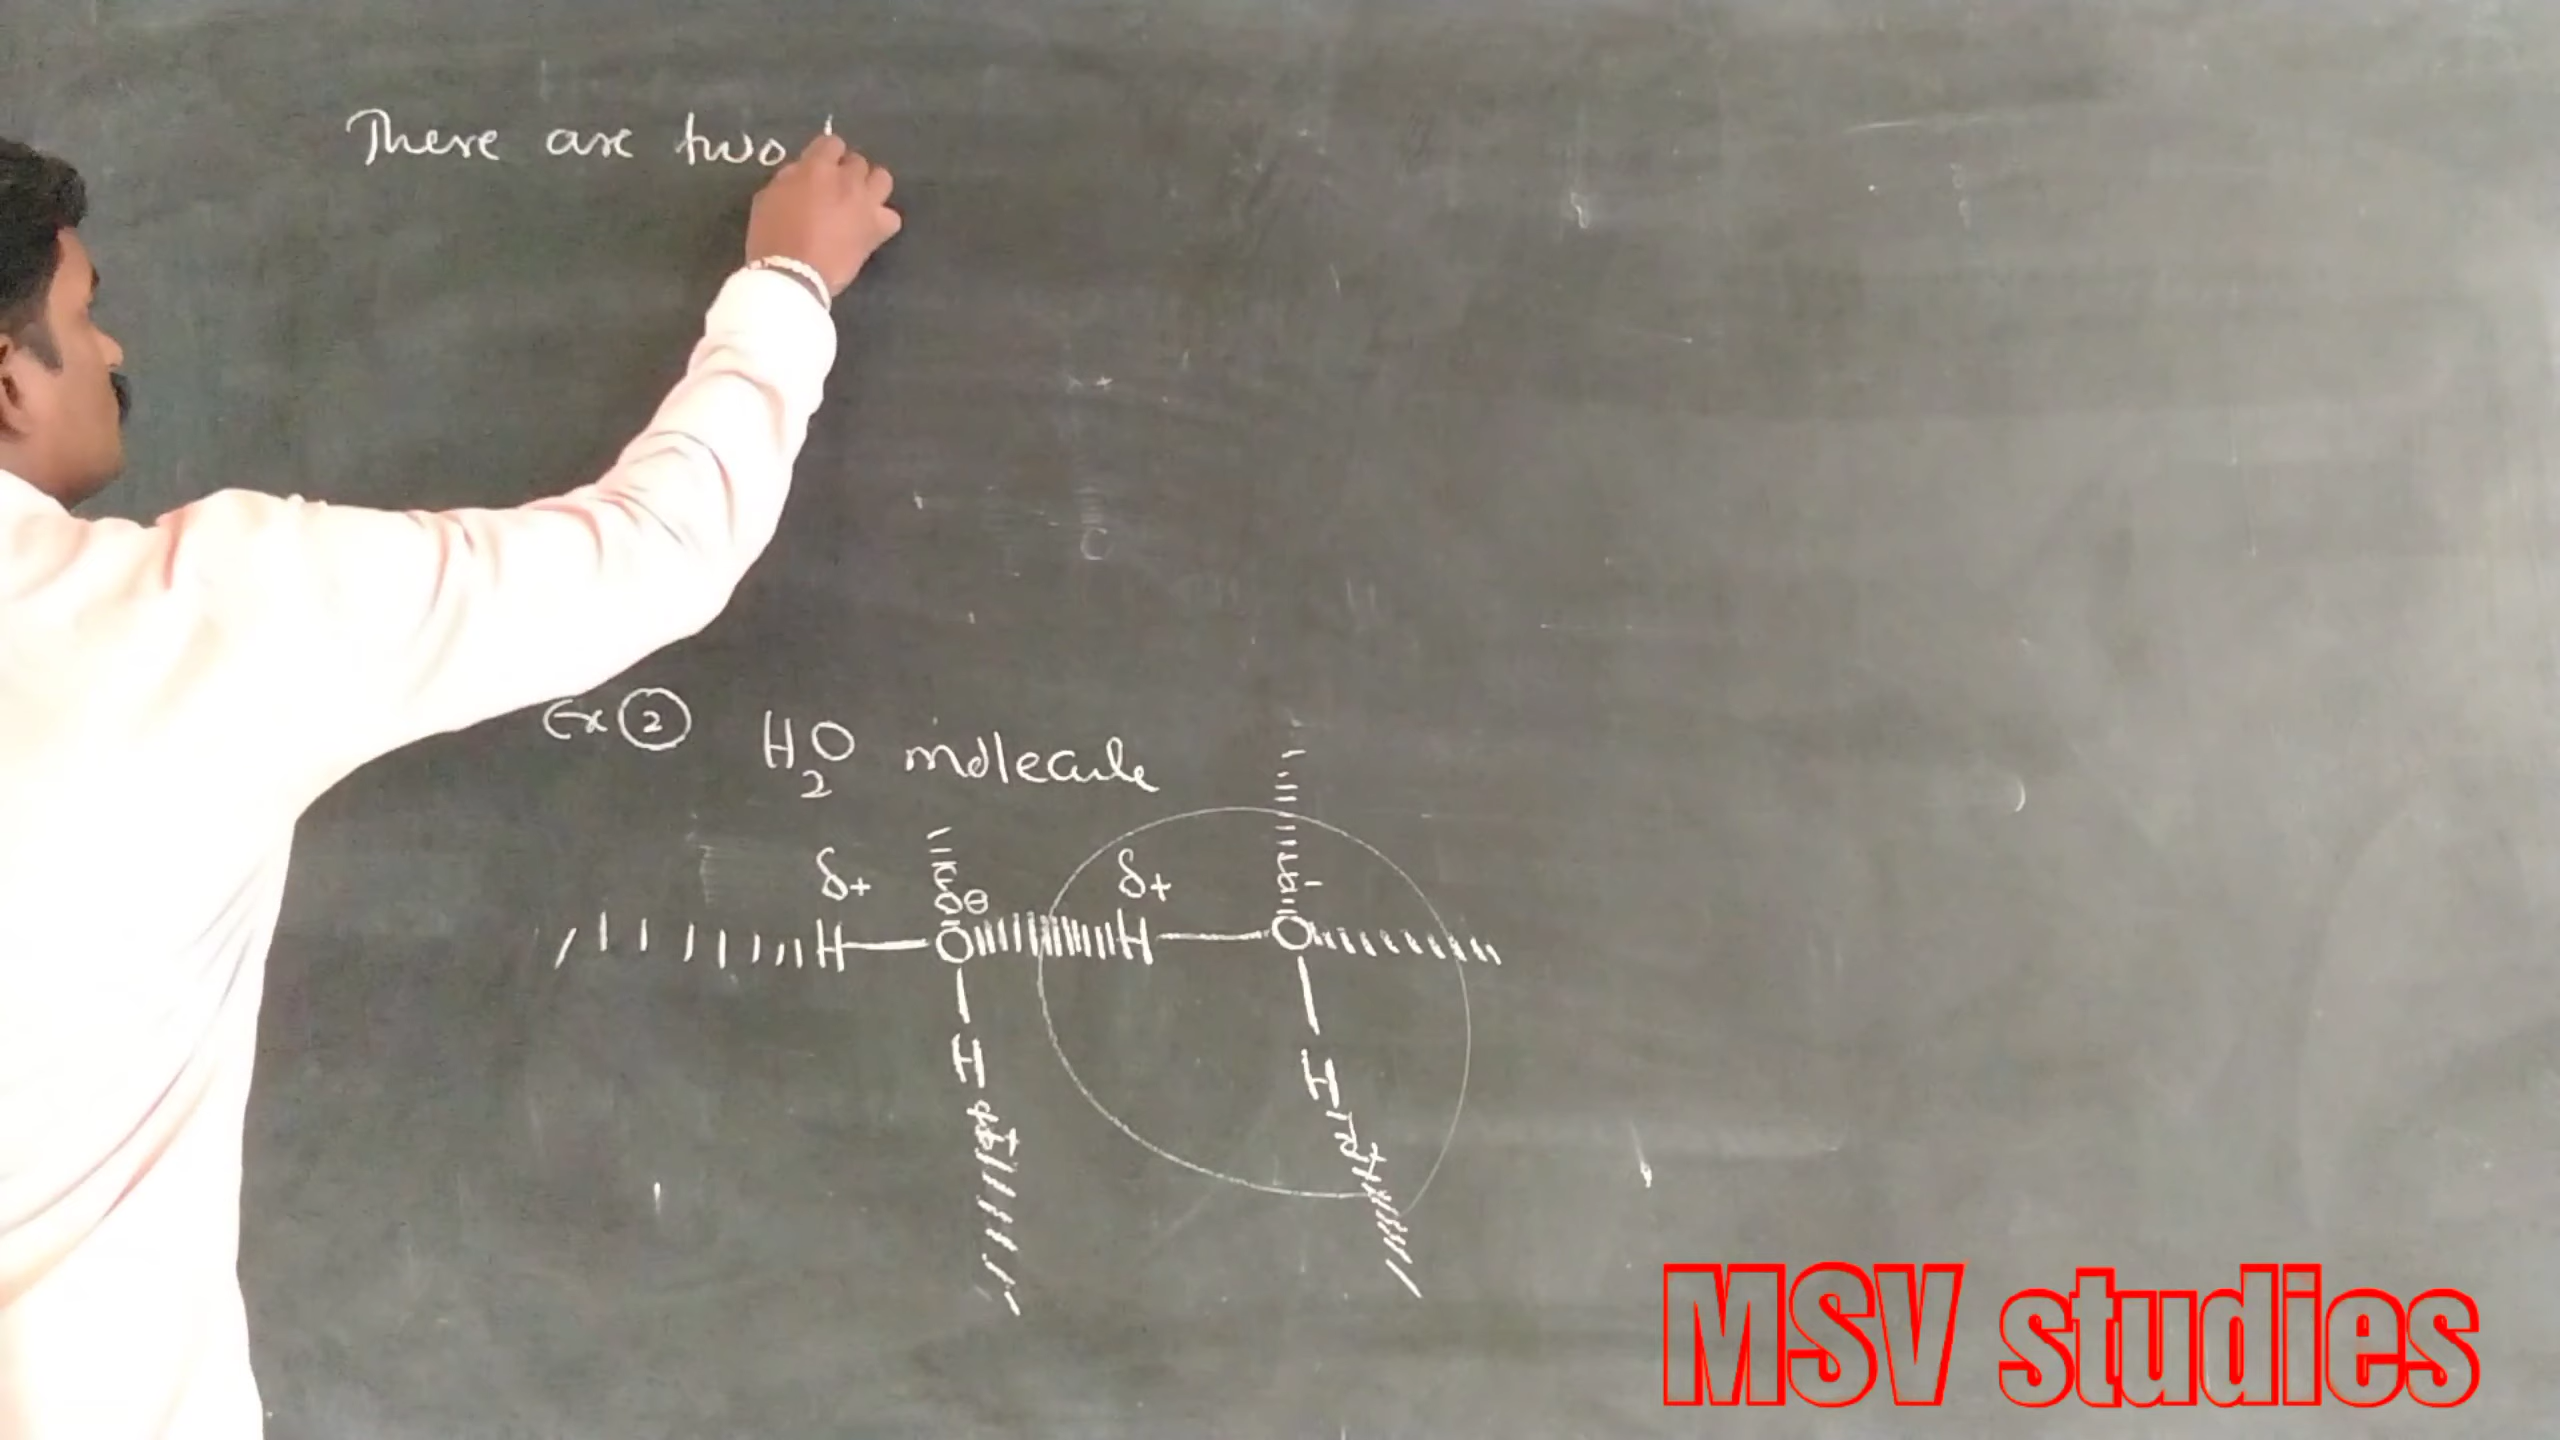 There are two
Ex ② H2O molecule
δ+ δ⊖ δ+
H O H O
H H
δ+ δ+
MSV studies